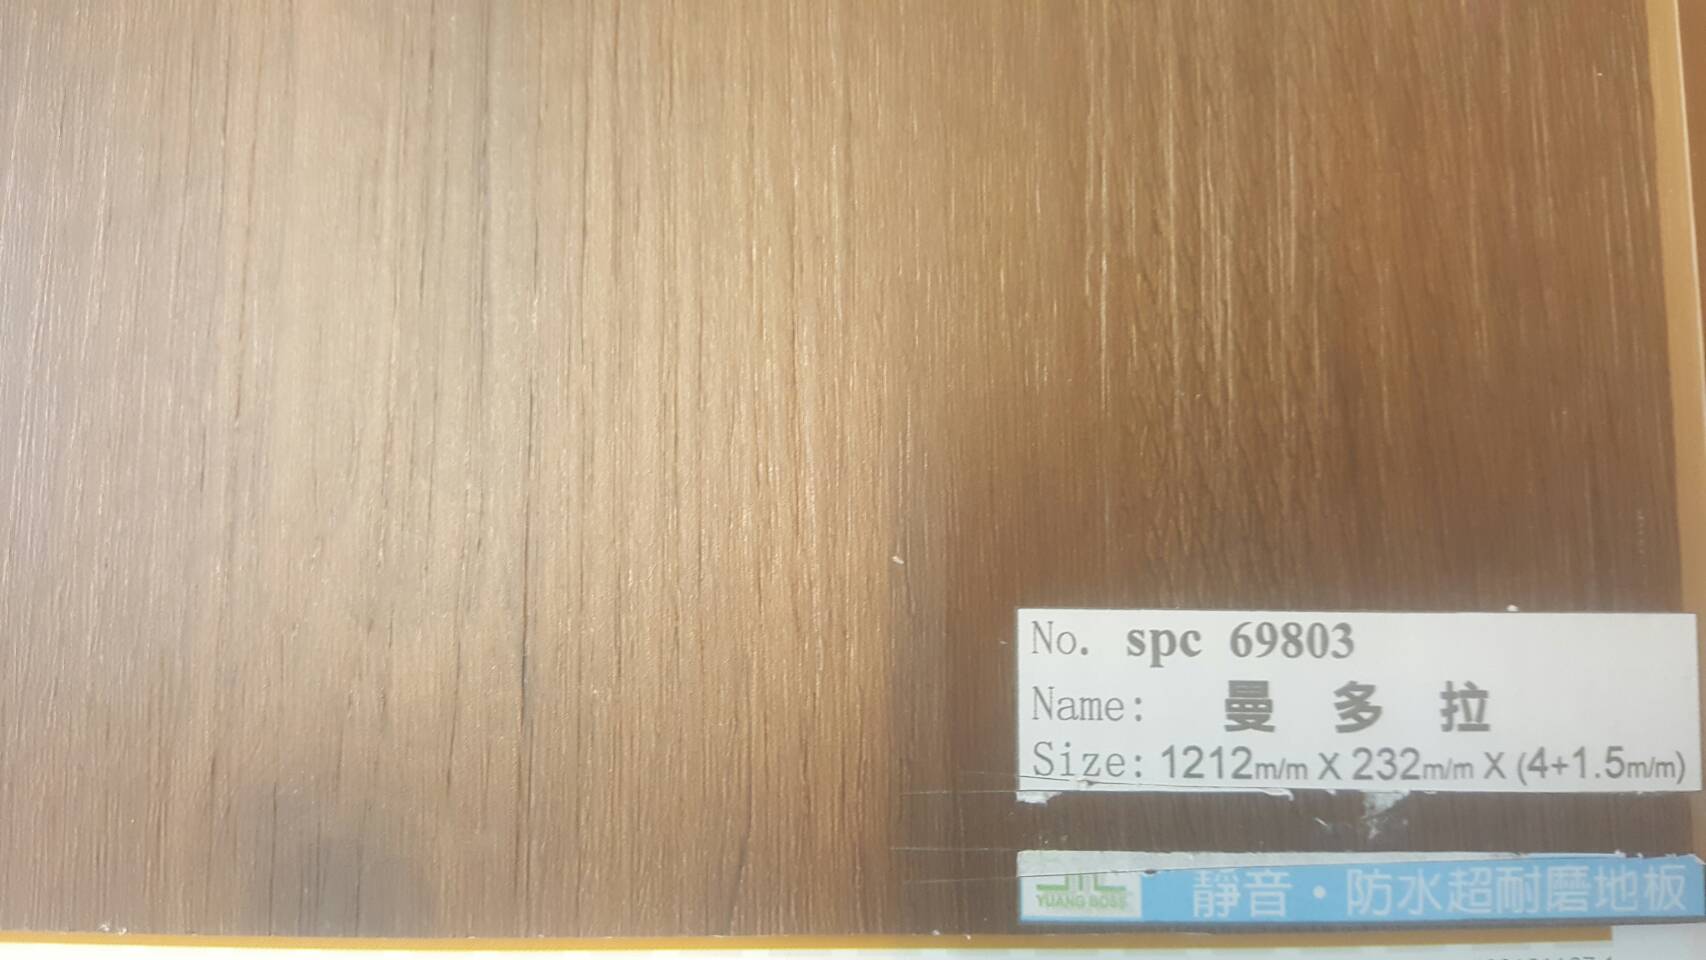 No. spc 69803
Name: 曼 多 拉
Size: 1212m/m X 232m/m X (4+1.5m/m)
YUANG BOSS
靜音・防水超耐磨地板